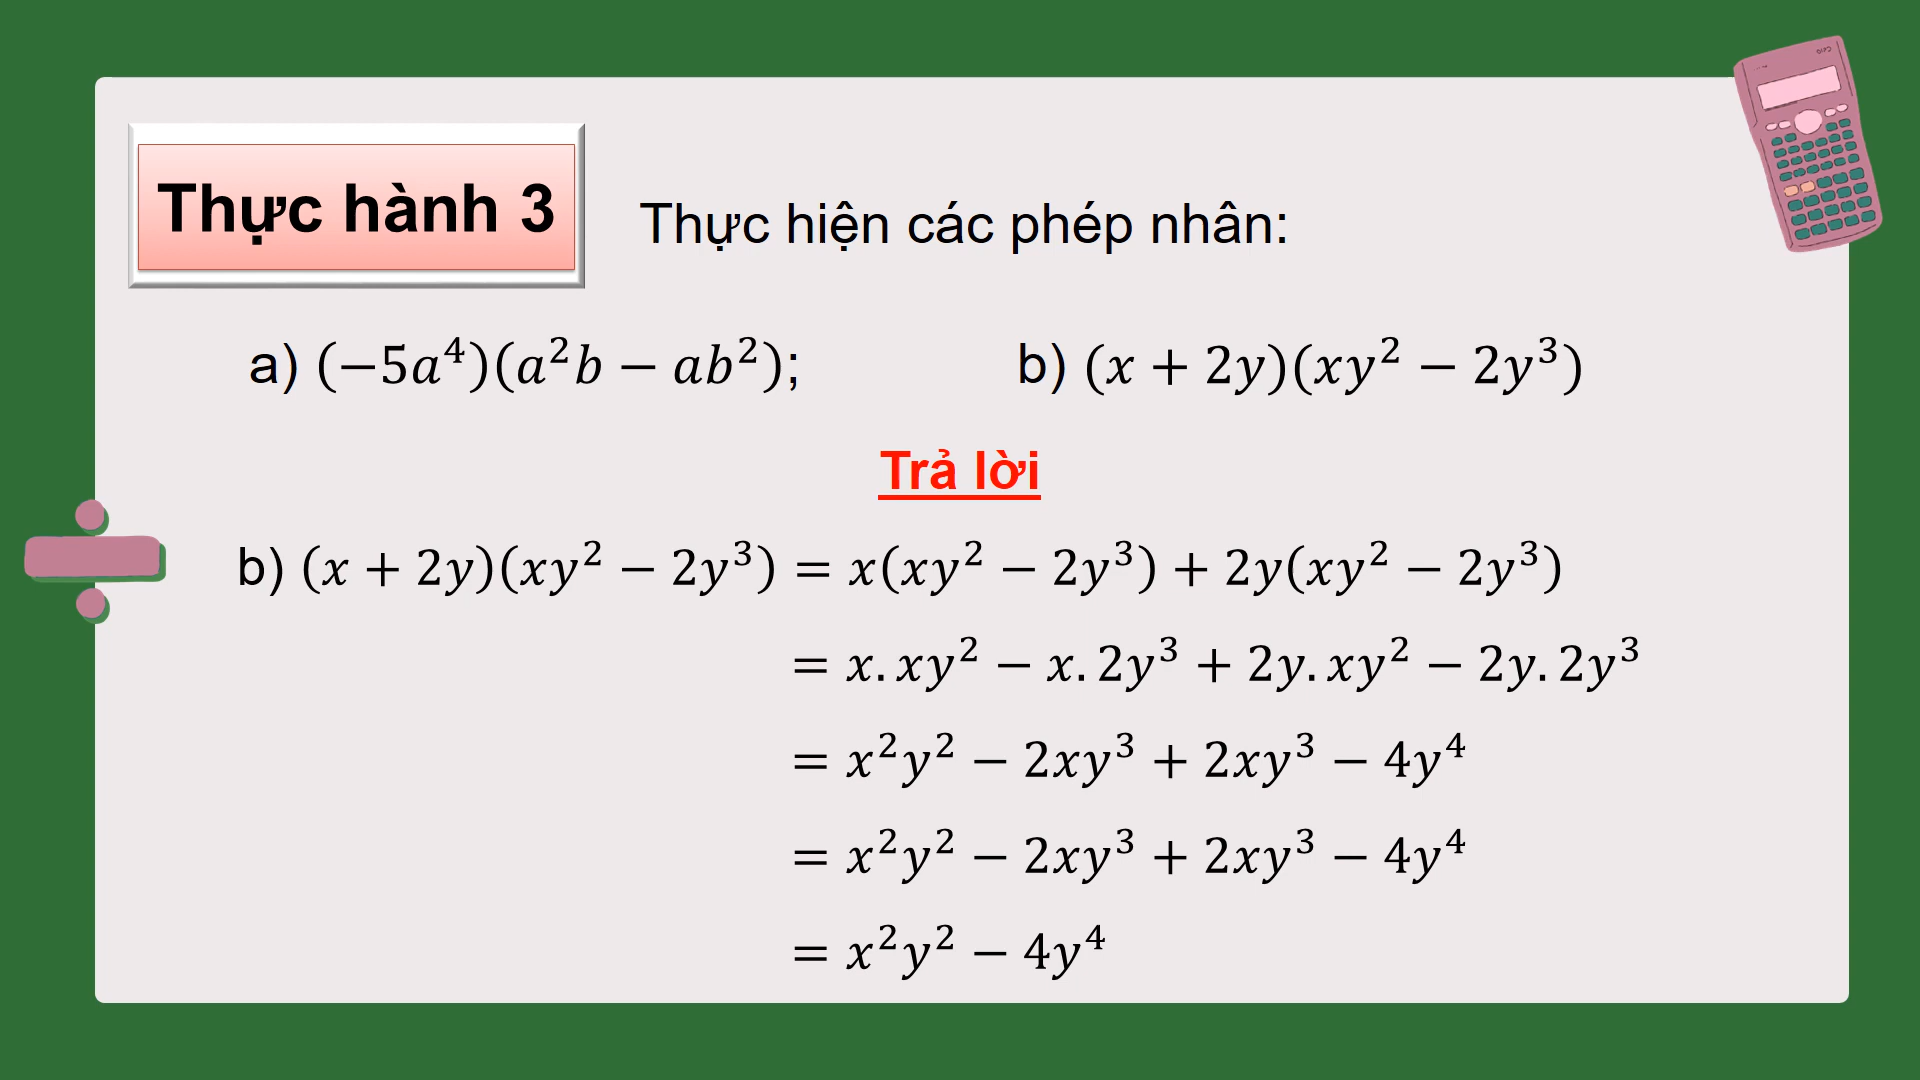 Thực hành 3
Thực hiện các phép nhân:
a) (−5a⁴)(a²b − ab²);
b) (x + 2y)(xy² − 2y³)
Trả lời
b) (x + 2y)(xy² − 2y³) = x(xy² − 2y³) + 2y(xy² − 2y³)
= x.xy² − x.2y³ + 2y.xy² − 2y.2y³
= x²y² − 2xy³ + 2xy³ − 4y⁴
= x²y² − 2xy³ + 2xy³ − 4y⁴
= x²y² − 4y⁴